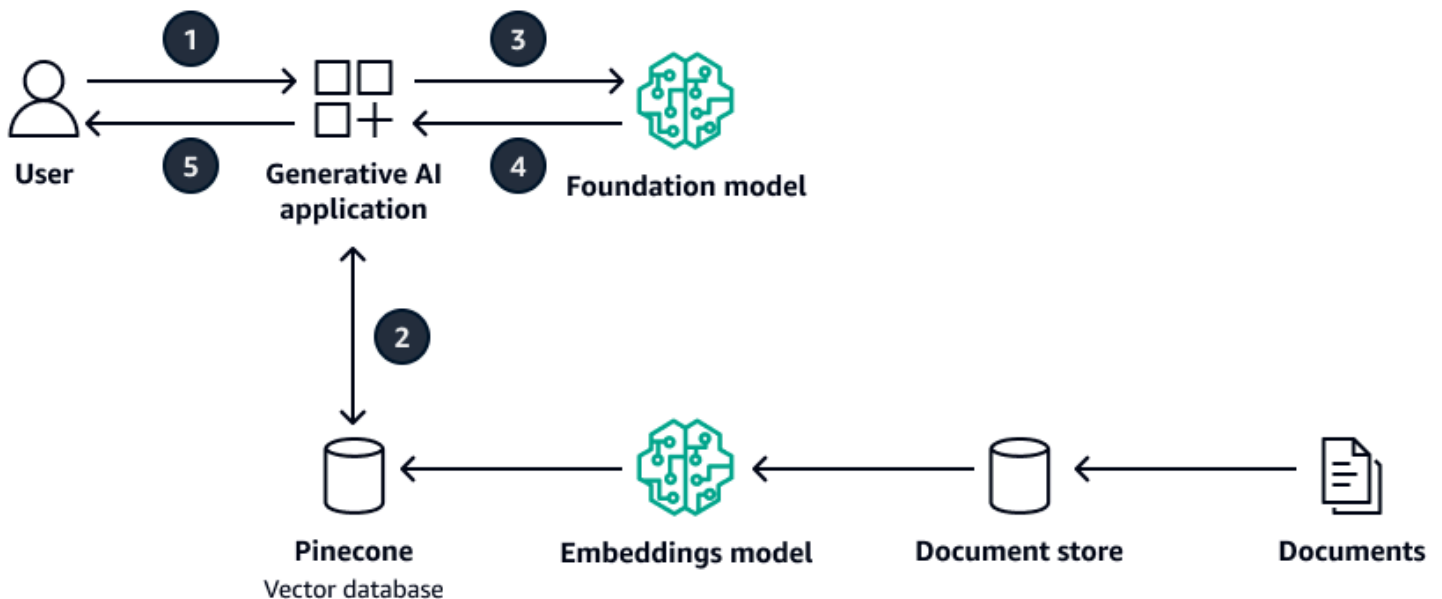 1
3
5
4
User
Generative AI
application
Foundation model
2
Pinecone
Vector database
Embeddings model
Document store
Documents